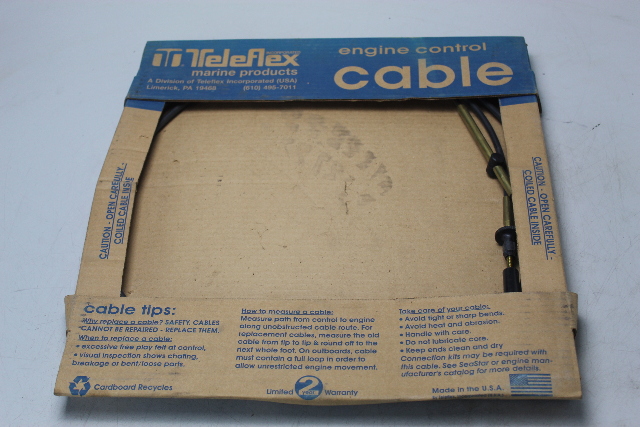 Teleflex
marine products
A Division of Teleflex Incorporated (USA)
Limerick, PA 19468 (610) 495-7011
engine control
cable
CAUTION - OPEN CAREFULLY -
COILED CABLE INSIDE
CAUTION - OPEN CAREFULLY -
COILED CABLE INSIDE
cable tips:
Why replace a cable? SAFETY. CABLES
CANNOT BE REPAIRED - REPLACE THEM.
When to replace a cable:
• excessive free play felt at control,
• visual inspection shows chafing,
breakage or bent/loose parts.
Cardboard Recycles
How to measure a cable:
Measure path from control to engine
along unobstructed cable route. For
replacement cables, measure the old
cable from tip to tip & round off to the
next whole foot. On outboards, cable
must contain a full loop in order to
allow unrestricted engine movement.
Limited 2 Year Warranty
Take care of your cable:
• Avoid tight or sharp bends.
• Avoid heat and abrasion.
• Handle with care.
• Do not lubricate core.
• Keep ends clean and dry
Connection kits may be required with
this cable. See SeaStar or engine man-
ufacturer's catalog for more details.
Made in the U.S.A.